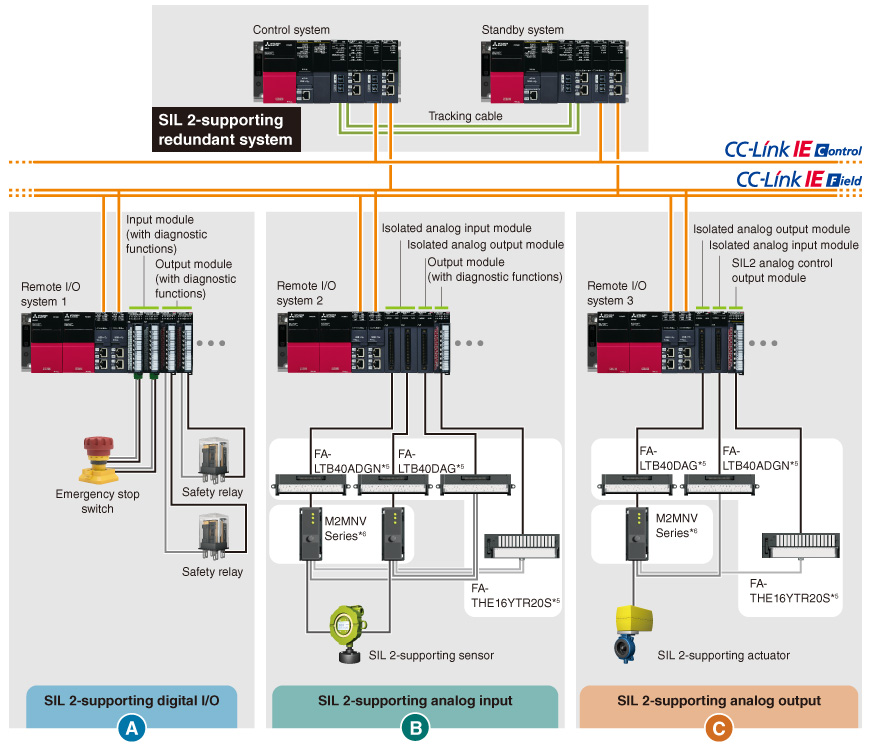 Control system
Standby system
Tracking cable
SIL 2-supporting
redundant system
CC-Link IE Control
CC-Link IE Field
Input module
(with diagnostic
functions)
Output module
(with diagnostic
functions)
Remote I/O
system 1
Emergency stop
switch
Safety relay
Safety relay
SIL 2-supporting digital I/O
A
Isolated analog input module
Isolated analog output module
Output module
(with diagnostic functions)
Remote I/O
system 2
FA-
LTB40ADGN*5
FA-
LTB40DAG*5
M2MNV
Series*6
FA-
THE16YTR20S*5
SIL 2-supporting sensor
SIL 2-supporting analog input
B
Isolated analog output module
Isolated analog input module
SIL2 analog control
output module
Remote I/O
system 3
FA-
LTB40DAG*5
FA-
LTB40ADGN*5
M2MNV
Series*6
FA-
THE16YTR20S*5
SIL 2-supporting actuator
SIL 2-supporting analog output
C